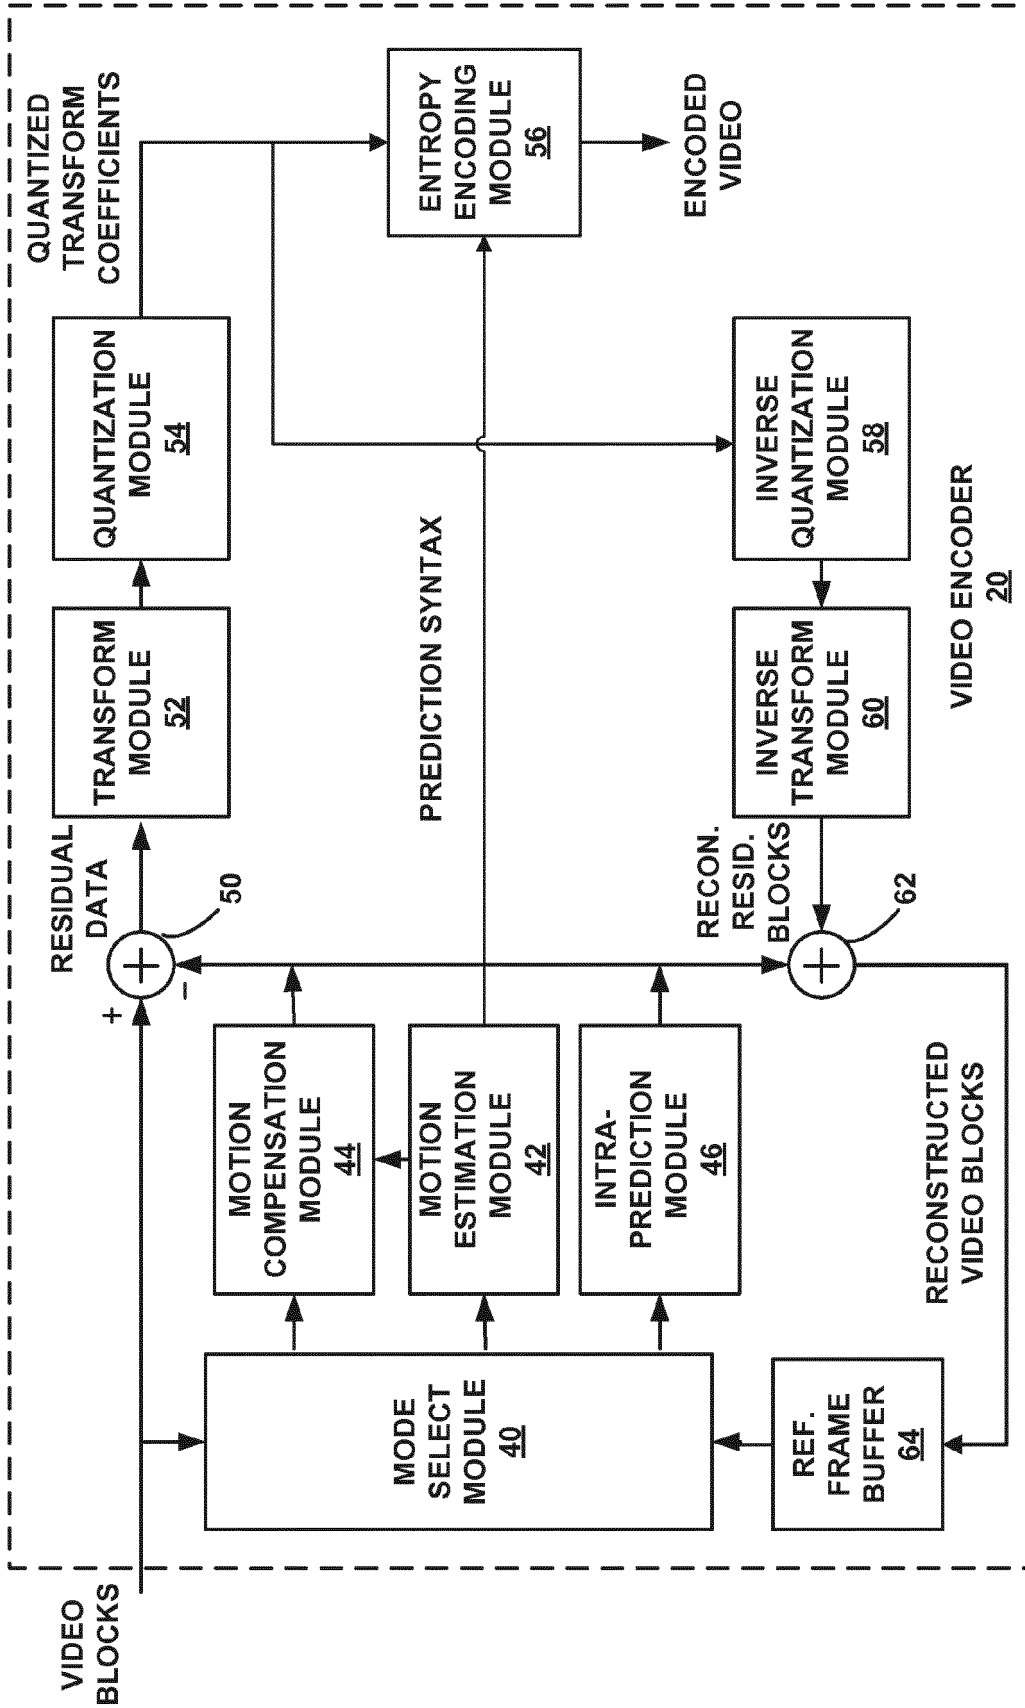 VIDEO
BLOCKS
+
−
RESIDUAL
DATA
50
TRANSFORM
MODULE
52
QUANTIZATION
MODULE
54
QUANTIZED
TRANSFORM
COEFFICIENTS
ENTROPY
ENCODING
MODULE
56
ENCODED
VIDEO
PREDICTION SYNTAX
MODE
SELECT
MODULE
40
MOTION
COMPENSATION
MODULE
44
MOTION
ESTIMATION
MODULE
42
INTRA-
PREDICTION
MODULE
46
REF.
FRAME
BUFFER
64
RECONSTRUCTED
VIDEO BLOCKS
62
RECON.
RESID.
BLOCKS
INVERSE
TRANSFORM
MODULE
60
INVERSE
QUANTIZATION
MODULE
58
VIDEO ENCODER
20